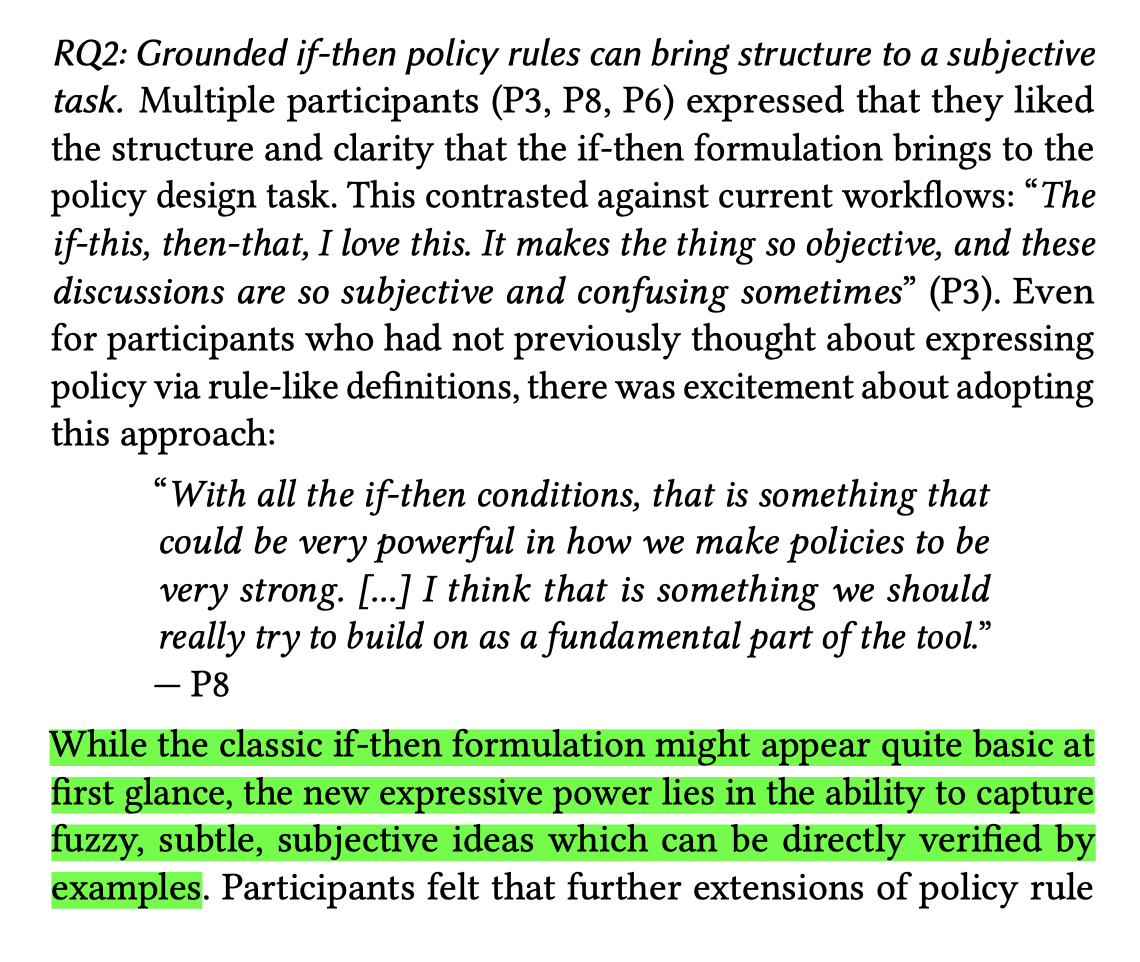 RQ2: Grounded if-then policy rules can bring structure to a subjective
task. Multiple participants (P3, P8, P6) expressed that they liked
the structure and clarity that the if-then formulation brings to the
policy design task. This contrasted against current workflows: “The
if-this, then-that, I love this. It makes the thing so objective, and these
discussions are so subjective and confusing sometimes” (P3). Even
for participants who had not previously thought about expressing
policy via rule-like definitions, there was excitement about adopting
this approach:
“With all the if-then conditions, that is something that
could be very powerful in how we make policies to be
very strong. [...] I think that is something we should
really try to build on as a fundamental part of the tool.”
— P8
While the classic if-then formulation might appear quite basic at
first glance, the new expressive power lies in the ability to capture
fuzzy, subtle, subjective ideas which can be directly verified by
examples. Participants felt that further extensions of policy rule